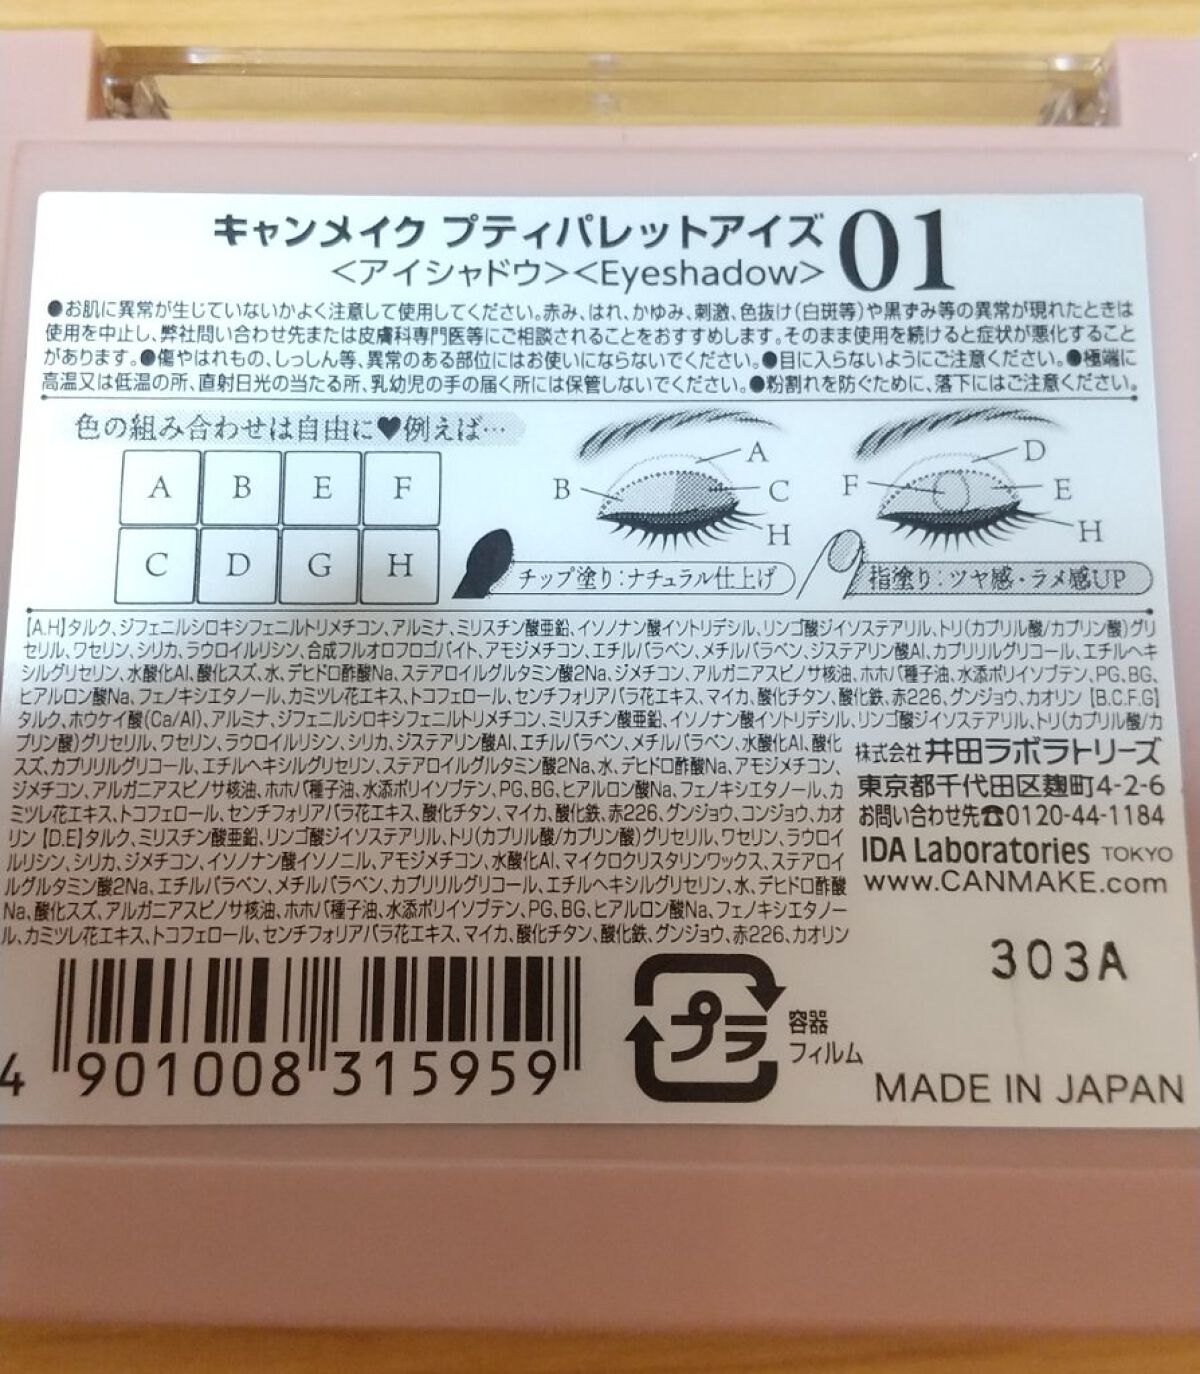 キャンメイク プティパレットアイズ 01
<アイシャドウ><Eyeshadow>
●お肌に異常が生じていないかよく注意して使用してください。赤み、はれ、かゆみ、刺激、色抜け(白斑等)や黒ずみ等の異常が現れたときは
使用を中止し、弊社問い合わせ先または皮膚科専門医等にご相談されることをおすすめします。そのまま使用を続けると症状が悪化すること
があります。●傷やはれもの、しっしん等、異常のある部位にはお使いにならないでください。●目に入らないようにご注意ください。●極端に
高温又は低温の所、直射日光の当たる所、乳幼児の手の届く所には保管しないでください。●粉割れを防ぐために、落下にはご注意ください。
色の組み合わせは自由に♥例えば…
A B E F
C D G H
A
B
C
H
チップ塗り:ナチュラル仕上げ
D
F
E
H
指塗り:ツヤ感・ラメ感UP
【A.H】タルク、ジフェニルシロキシフェニルトリメチコン、アルミナ、ミリスチン酸亜鉛、イソノナン酸イソトリデシル、リンゴ酸ジイソステアリル、トリ(カプリル酸/カプリン酸)グリ
セリル、ワセリン、シリカ、ラウロイルリシン、合成フルオロフロゴパイト、アモジメチコン、エチルパラベン、メチルパラベン、ジステアリン酸Al、カプリリルグリコール、エチルヘキ
シルグリセリン、水酸化Al、酸化スズ、水、デヒドロ酢酸Na、ステアロイルグルタミン酸2Na、ジメチコン、アルガニアスピノサ核油、ホホバ種子油、水添ポリイソブテン、PG、BG、
ヒアルロン酸Na、フェノキシエタノール、カミツレ花エキス、トコフェロール、センチフォリアバラ花エキス、マイカ、酸化チタン、酸化鉄、赤226、グンジョウ、カオリン【B.C.F.G】
タルク、ホウケイ酸(Ca/Al)、アルミナ、ジフェニルシロキシフェニルトリメチコン、ミリスチン酸亜鉛、イソノナン酸イソトリデシル、リンゴ酸ジイソステアリル、トリ(カプリル酸/カ
プリン酸)グリセリル、ワセリン、ラウロイルリシン、シリカ、ジステアリン酸Al、エチルパラベン、メチルパラベン、水酸化Al、酸化
スズ、カプリリルグリコール、エチルヘキシルグリセリン、ステアロイルグルタミン酸2Na、水、デヒドロ酢酸Na、アモジメチコン、
ジメチコン、アルガニアスピノサ核油、ホホバ種子油、水添ポリイソブテン、PG、BG、ヒアルロン酸Na、フェノキシエタノール、カ
ミツレ花エキス、トコフェロール、センチフォリアバラ花エキス、酸化チタン、マイカ、酸化鉄、赤226、グンジョウ、コンジョウ、カオ
リン【D.E】タルク、ミリスチン酸亜鉛、リンゴ酸ジイソステアリル、トリ(カプリル酸/カプリン酸)グリセリル、ワセリン、ラウロイ
ルリシン、シリカ、ジメチコン、イソノナン酸イソノニル、アモジメチコン、水酸化Al、マイクロクリスタリンワックス、ステアロイ
ルグルタミン酸2Na、エチルパラベン、メチルパラベン、カプリリルグリコール、エチルヘキシルグリセリン、水、デヒドロ酢酸
Na、酸化スズ、アルガニアスピノサ核油、ホホバ種子油、水添ポリイソブテン、PG、BG、ヒアルロン酸Na、フェノキシエタノー
ル、カミツレ花エキス、トコフェロール、センチフォリアバラ花エキス、マイカ、酸化チタン、酸化鉄、グンジョウ、赤226、カオリン
株式会社 井田ラボラトリーズ
東京都千代田区麹町4-2-6
お問い合わせ先☎0120-44-1184
IDA Laboratories TOKYO
www.CANMAKE.com
303A
4 901008 315959
プラ
容器
フィルム
MADE IN JAPAN